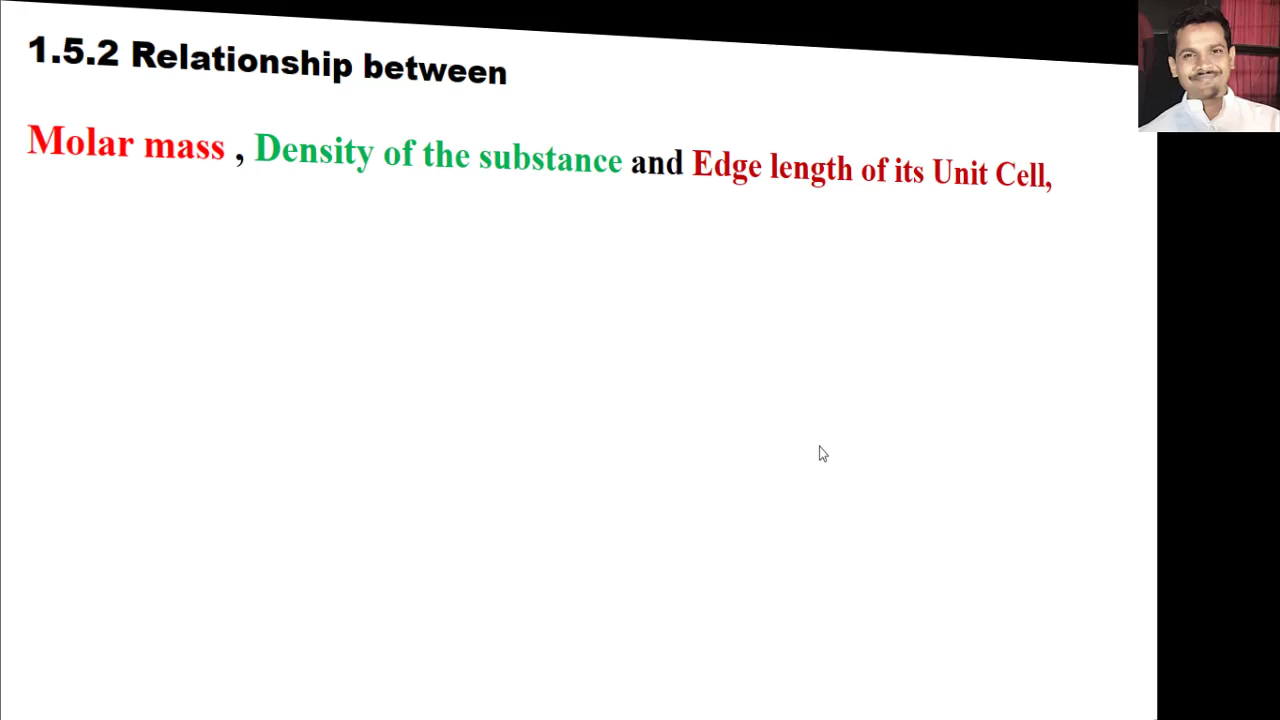 1.5.2 Relationship between
Molar mass , Density of the substance and Edge length of its Unit Cell,